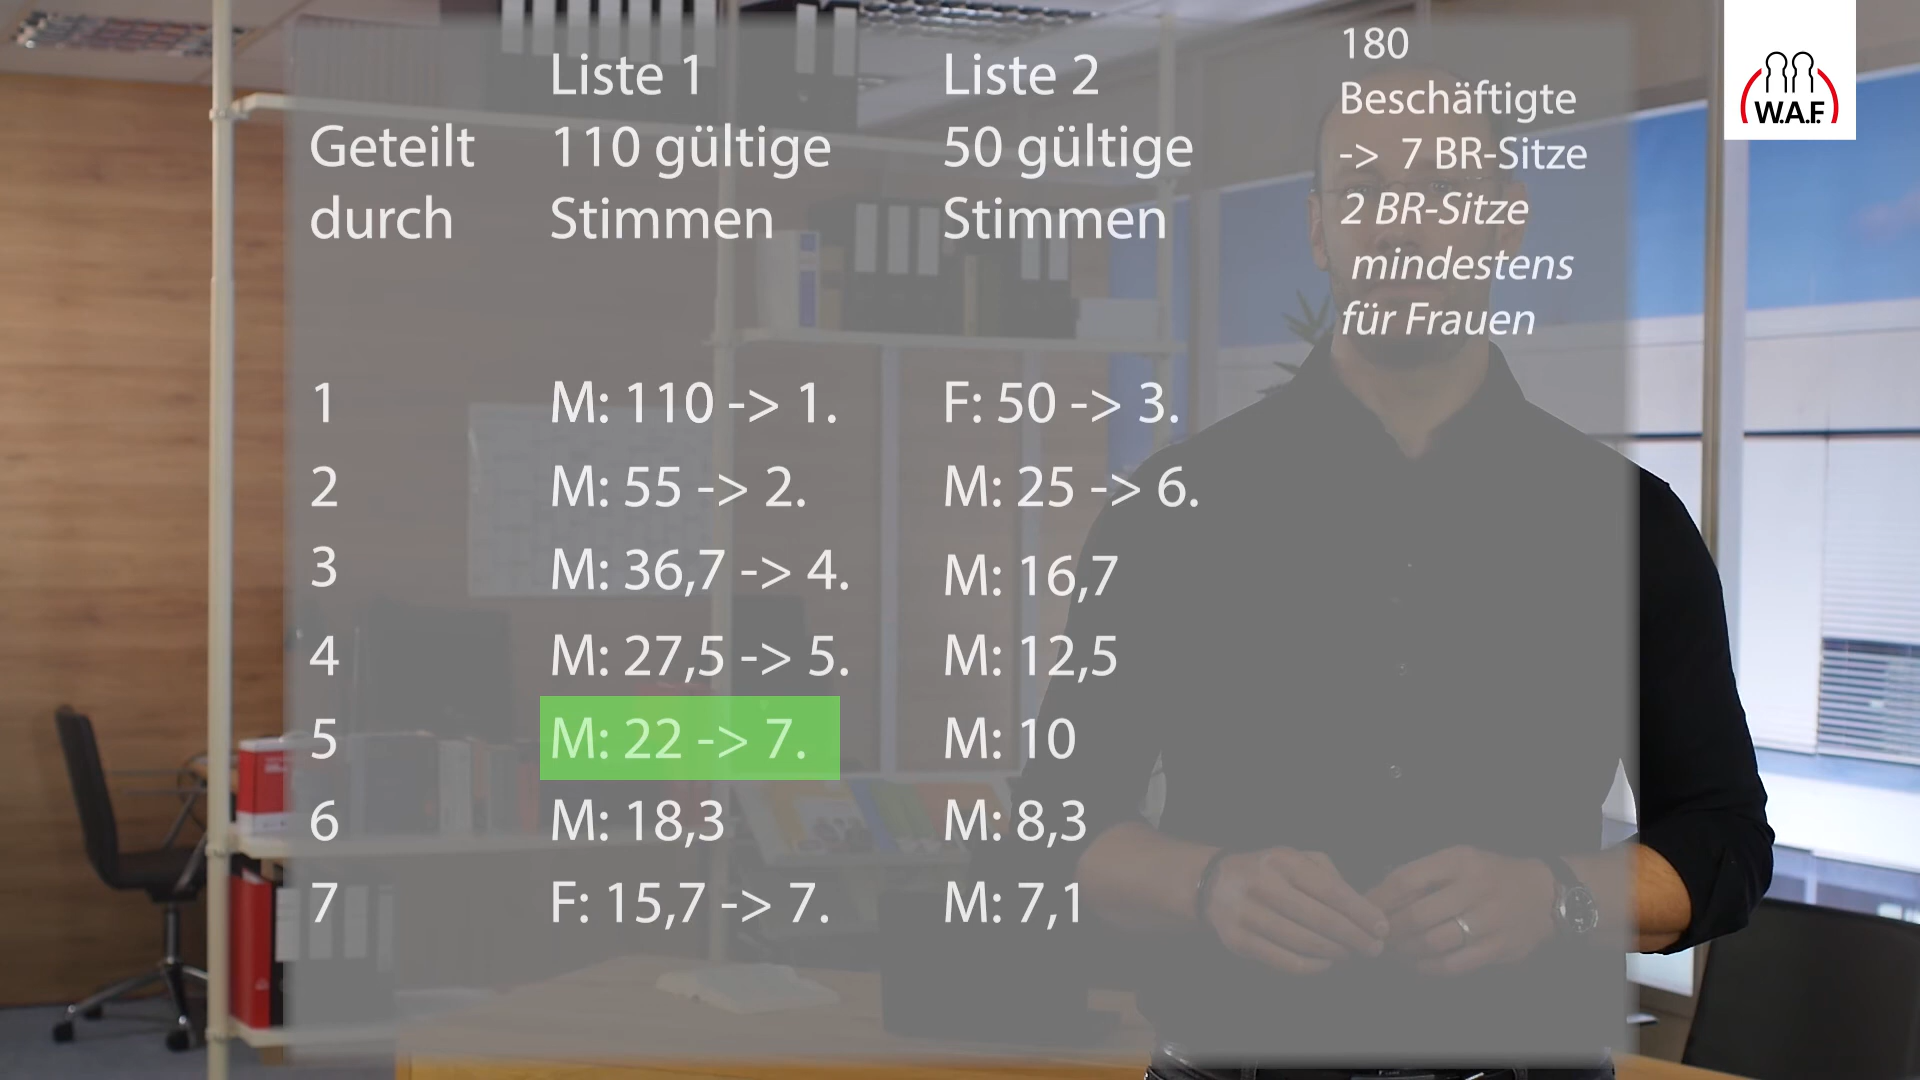 Liste 1
Liste 2
Geteilt
durch
110 gültige
Stimmen
50 gültige
Stimmen
180
Beschäftigte
-> 7 BR-Sitze
2 BR-Sitze
mindestens
für Frauen
W.A.F.
1 M: 110 -> 1. F: 50 -> 3.
2 M: 55 -> 2. M: 25 -> 6.
3 M: 36,7 -> 4. M: 16,7
4 M: 27,5 -> 5. M: 12,5
5 M: 22 -> 7. M: 10
6 M: 18,3 M: 8,3
7 F: 15,7 -> 7. M: 7,1